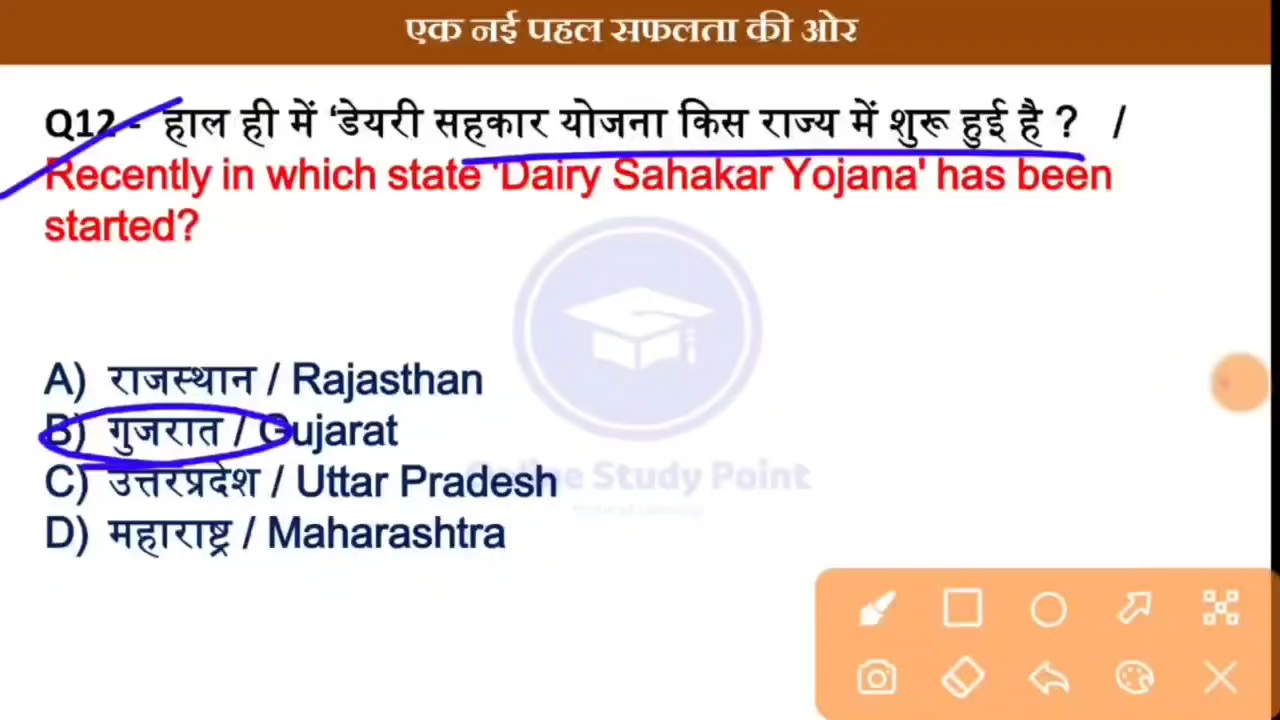 एक नई पहल सफलता की ओर
Q12 - हाल ही में 'डेयरी सहकार योजना किस राज्य में शुरू हुई है ? /
Recently in which state 'Dairy Sahakar Yojana' has been
started?
A) राजस्थान / Rajasthan
B) गुजरात / Gujarat
C) उत्तरप्रदेश / Uttar Pradesh
Online Study Point
D) महाराष्ट्र / Maharashtra